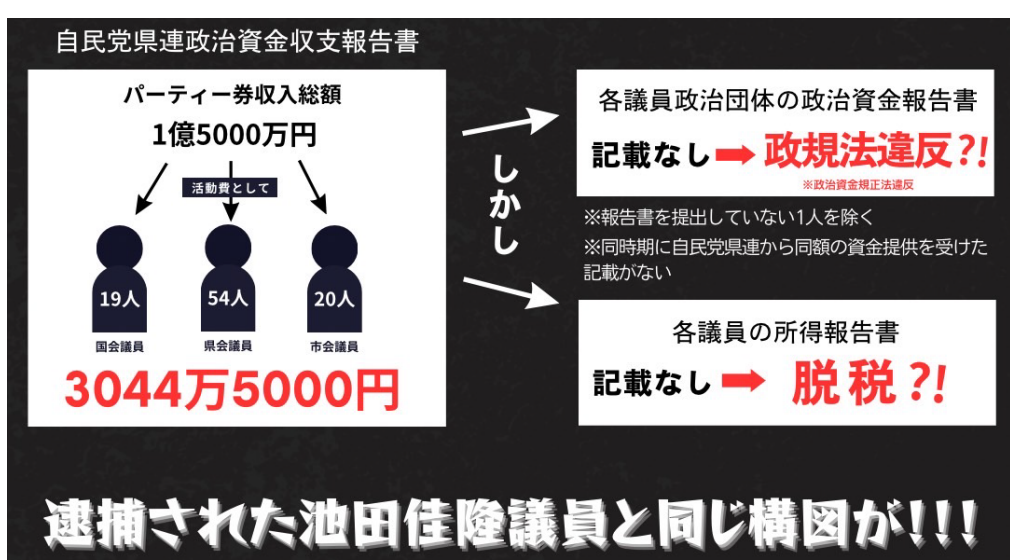 自民党県連政治資金収支報告書
パーティー券収入総額
1億5000万円
活動費として
19人
54人
20人
国会議員
県会議員
市会議員
3044万5000円
しかし
各議員政治団体の政治資金報告書
記載なし➡政規法違反?!
※政治資金規正法違反
※報告書を提出していない1人を除く
※同時期に自民党県連から同額の資金提供を受けた
記載がない
各議員の所得報告書
記載なし➡脱税?!
逮捕された池田佳隆議員と同じ構図が!!!